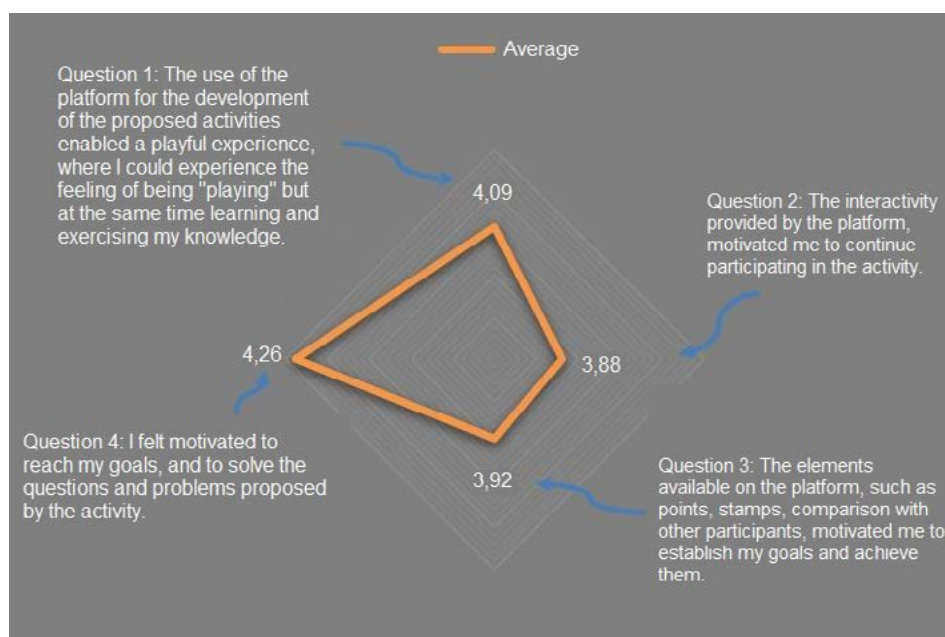 Average
Question 1: The use of the
platform for the development
of the proposed activities
enabled a playful experience,
where I could experience the
feeling of being "playing" but
at the same time learning and
exercising my knowledge.
4,09
Question 2: The interactivity
provided by the platform,
motivated me to continue
participating in the activity.
4,26
3,88
Question 4: I felt motivated to
reach my goals, and to solve the
questions and problems proposed
by the activity.
3,92
Question 3: The elements
available on the platform, such as
points, stamps, comparison with
other participants, motivated me to
establish my goals and achieve
them.